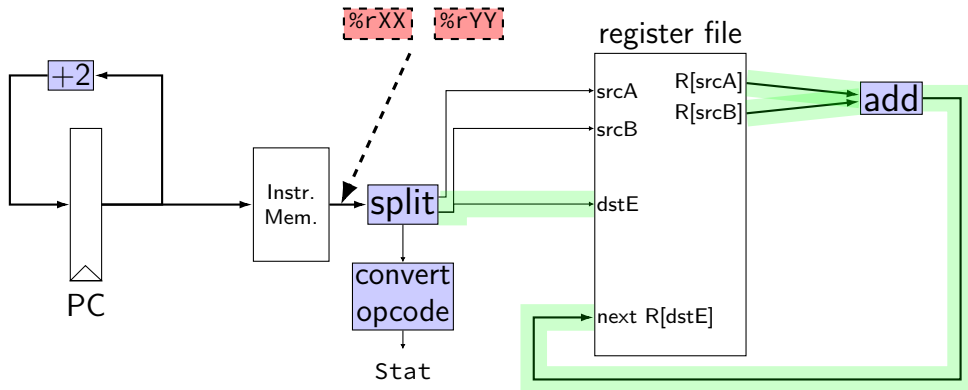 %rXX %rYY
register file
+2
R[srcA]
srcA
add
R[srcB]
srcB
Instr.
Mem.
split
dstE
convert
opcode
PC
next R[dstE]
Stat